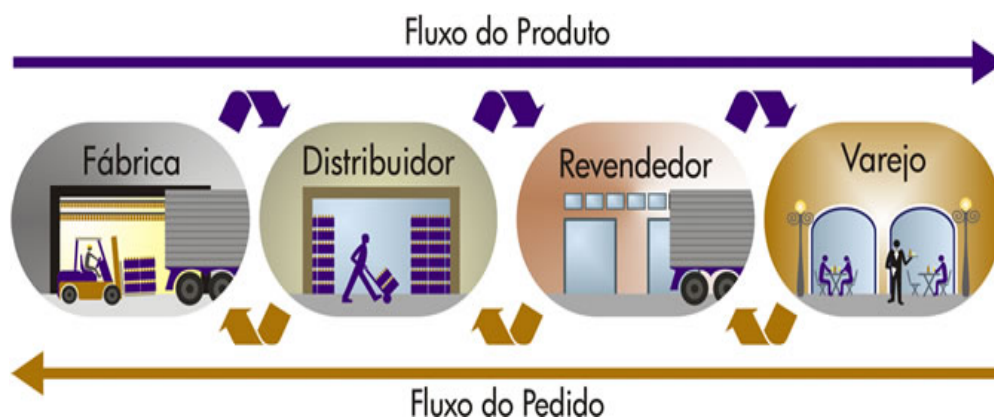 Fluxo do Produto
Fábrica
Distribuidor
Revendedor
Varejo
Fluxo do Pedido